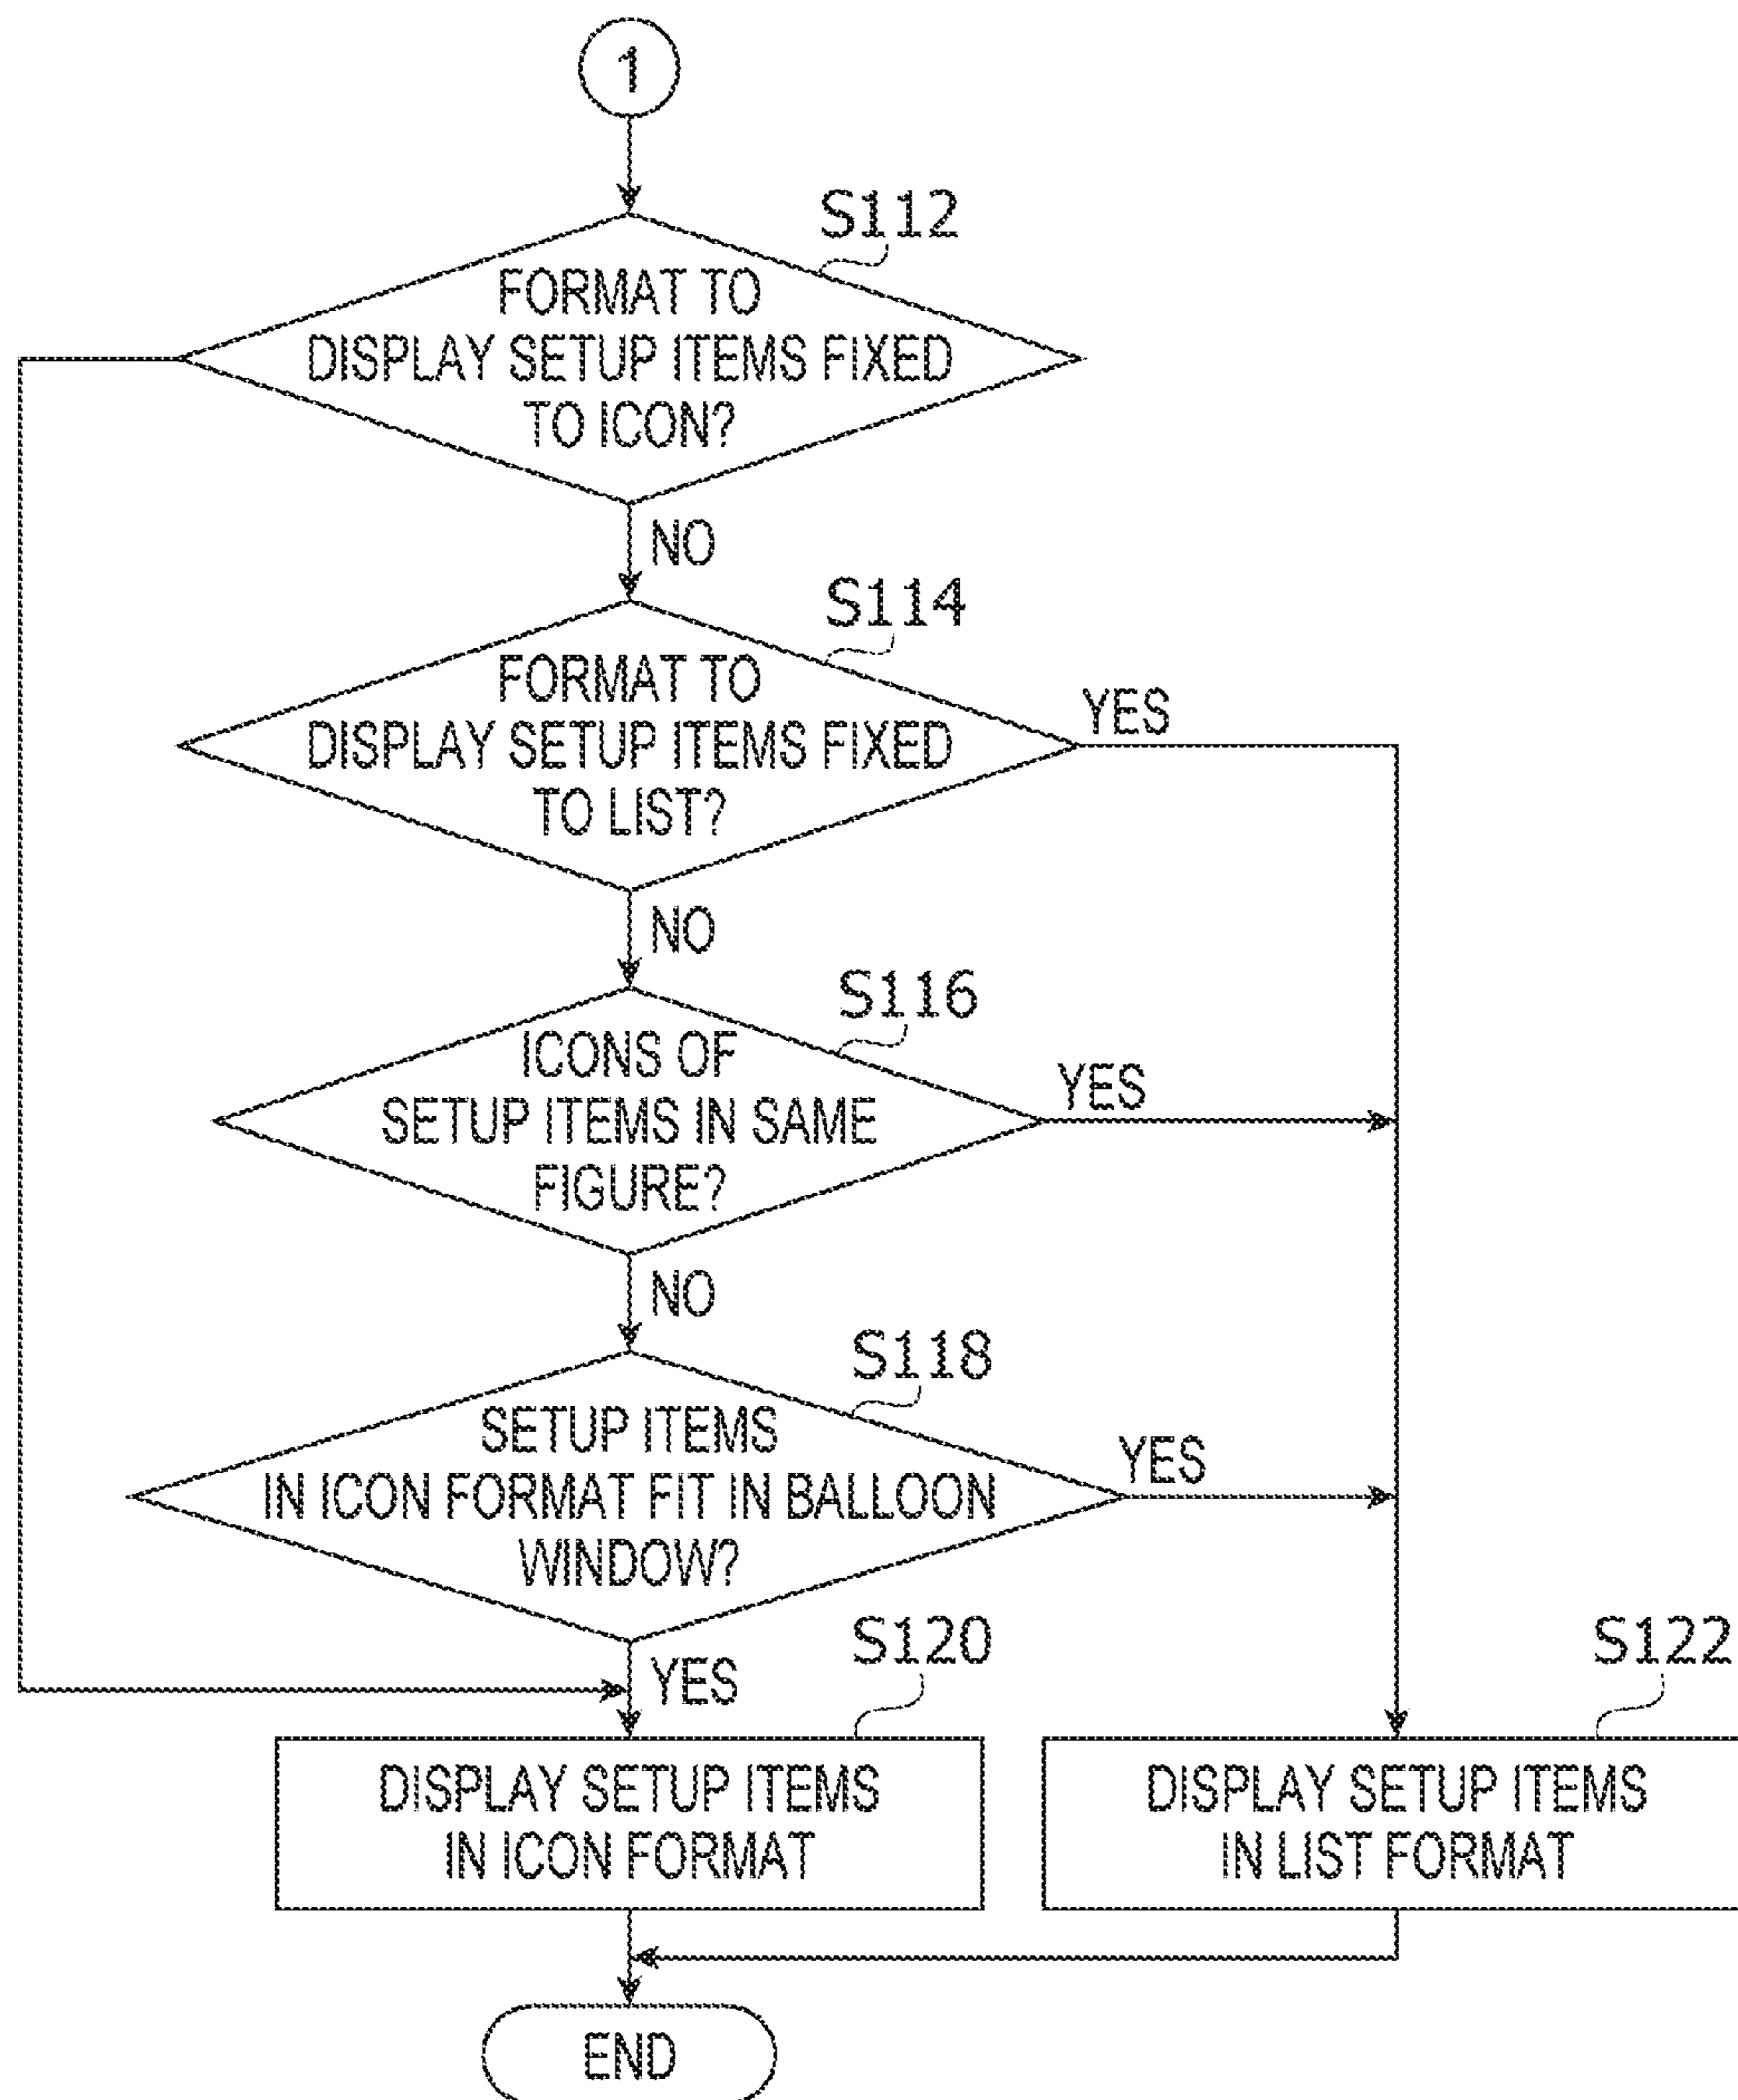 1
S112
FORMAT TO
DISPLAY SETUP ITEMS FIXED
TO ICON?
NO
S114
FORMAT TO
DISPLAY SETUP ITEMS FIXED
TO LIST?
YES
NO
S116
ICONS OF
SETUP ITEMS IN SAME
FIGURE?
YES
NO
S118
SETUP ITEMS
IN ICON FORMAT FIT IN BALLOON
WINDOW?
YES
YES
S120
DISPLAY SETUP ITEMS
IN ICON FORMAT
S122
DISPLAY SETUP ITEMS
IN LIST FORMAT
END